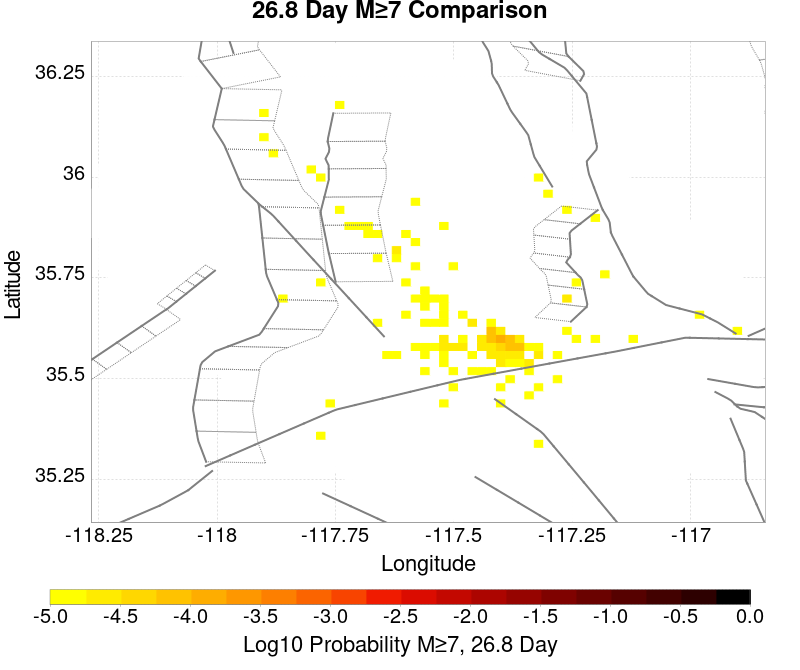 26.8 Day M≥7 Comparison
36.25
36
35.75
35.5
35.25
Latitude
-118.25 -118 -117.75 -117.5 -117.25 -117
Longitude
-5.0 -4.5 -4.0 -3.5 -3.0 -2.5 -2.0 -1.5 -1.0 -0.5 0.0
Log10 Probability M≥7, 26.8 Day